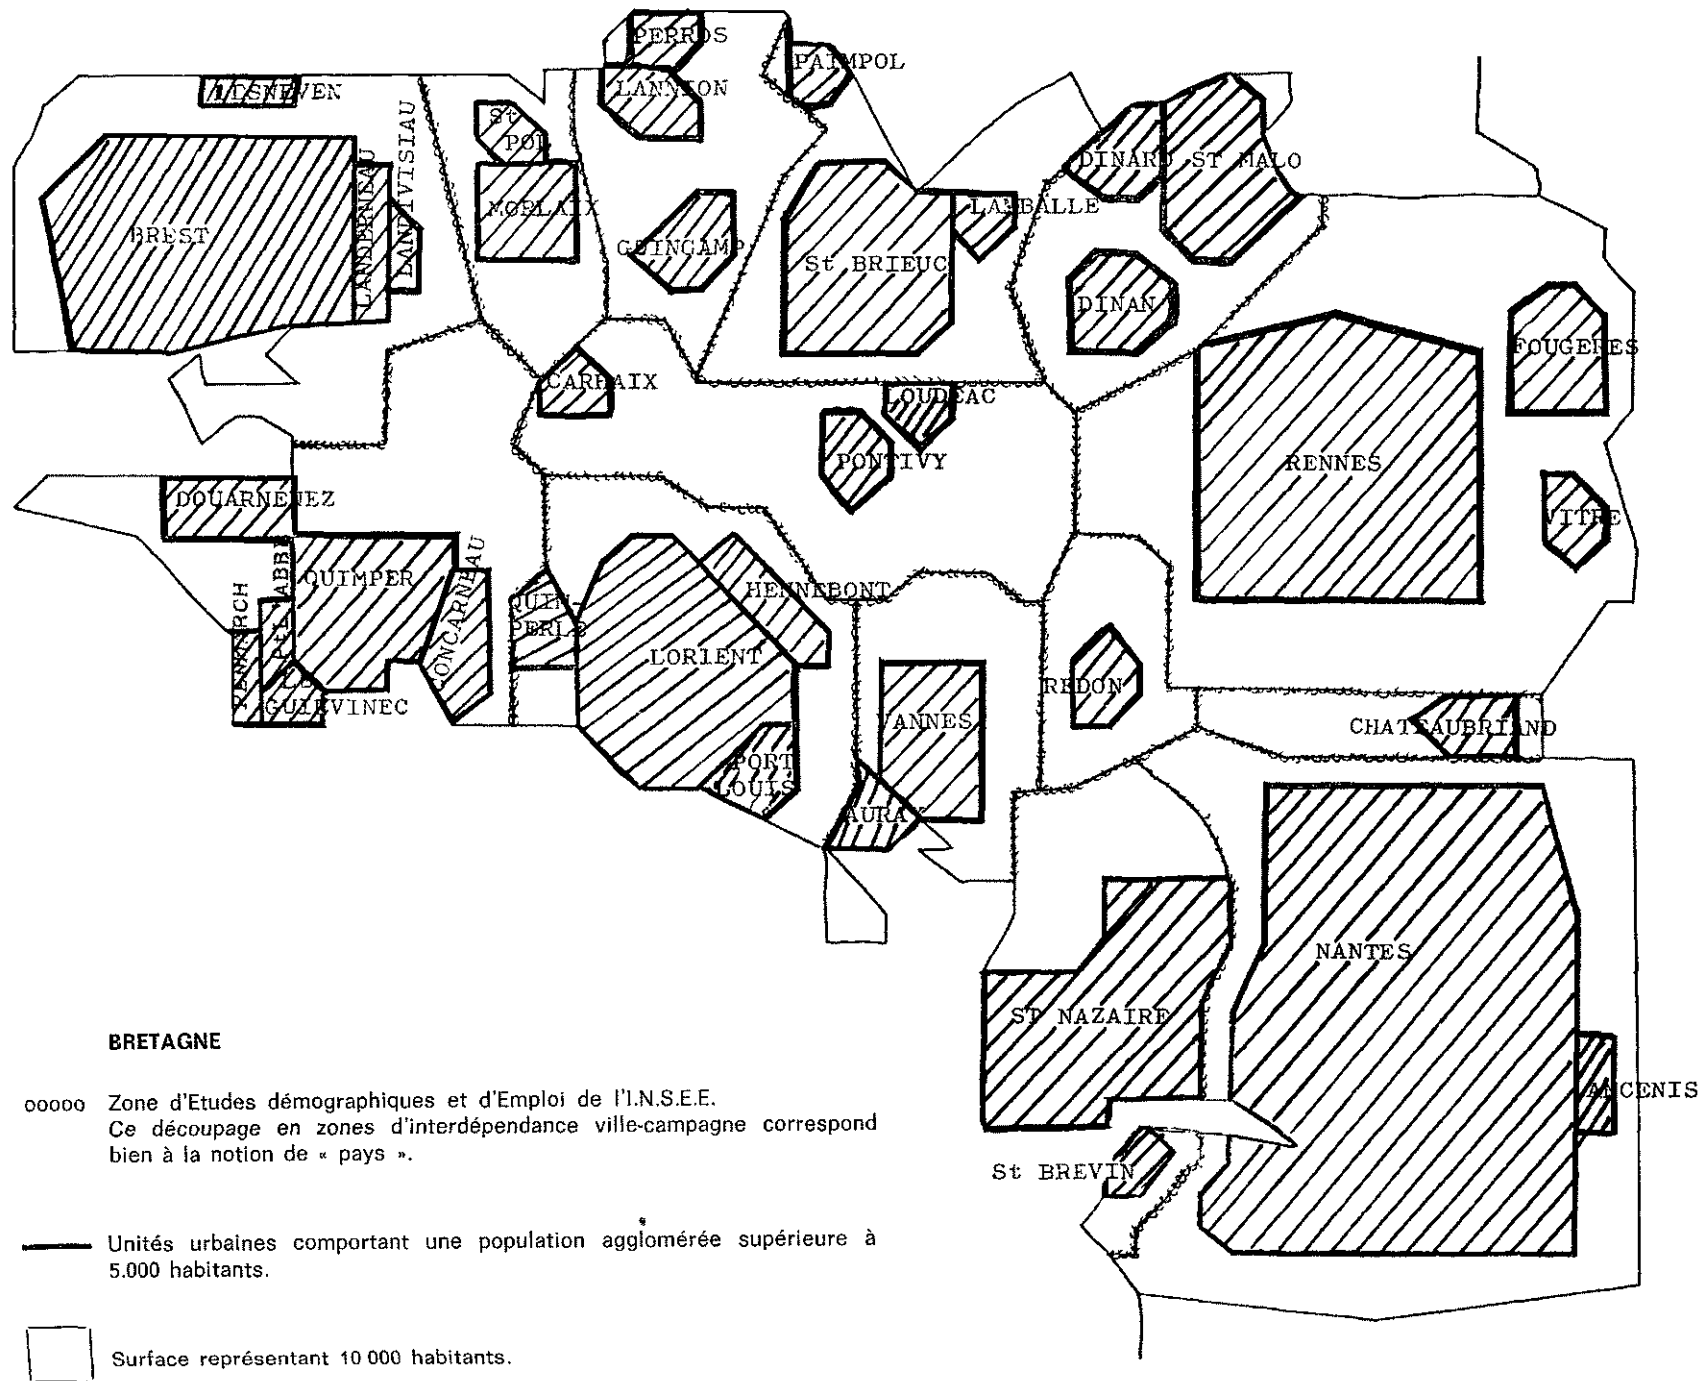 PERROS
PAIMPOL
LANNION
LESNEVEN
St
POL
LANDIVISIAU
LANDERNEAU
MORLAIX
DINARD
ST MALO
LAMBALLE
BREST
GUINGAMP
St BRIEUC
DINAN
FOUGERES
CARHAIX
LOUDEAC
PONTIVY
RENNES
DOUARNENEZ
VITRE
QUIMPER
CONCARNEAU
Pt L'ABBE
QUIM-
PERLE
HENNEBONT
LORIENT
GUILVINEC
REDON
VANNES
CHATEAUBRIAND
PORT
LOUIS
AURAY
NANTES
ST NAZAIRE
ANCENIS
St BREVIN
BRETAGNE
ooooo Zone d'Etudes démographiques et d'Emploi de l'I.N.S.E.E.
Ce découpage en zones d'interdépendance ville-campagne correspond
bien à la notion de « pays ».
Unités urbaines comportant une population agglomérée supérieure à
5.000 habitants.
Surface représentant 10 000 habitants.